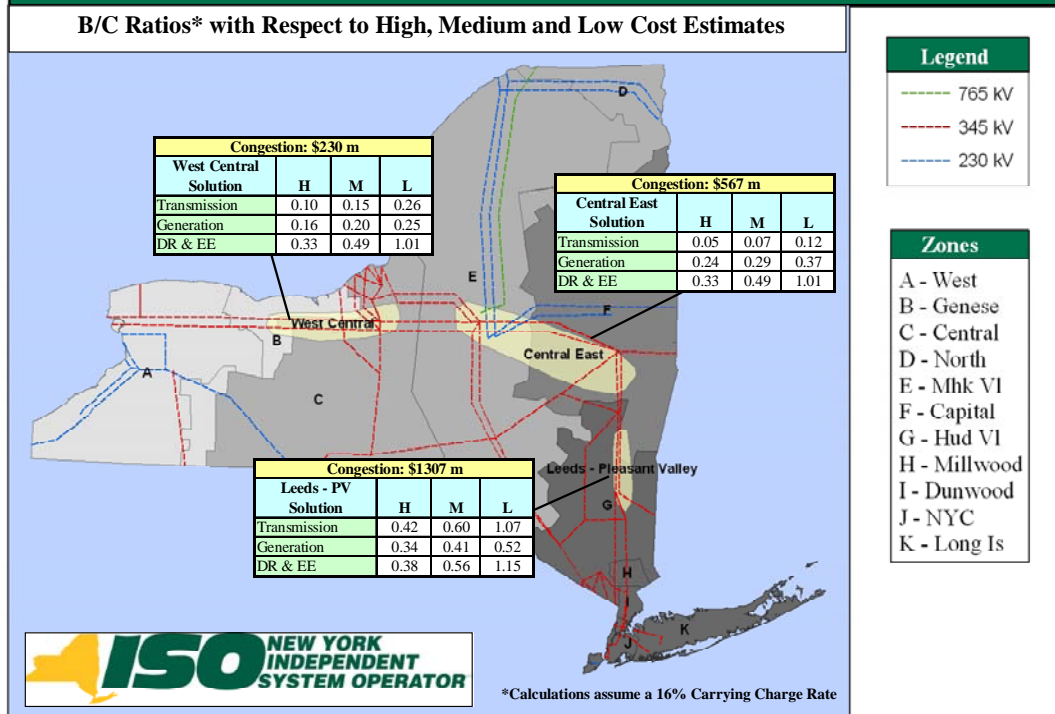 B/C Ratios* with Respect to High, Medium and Low Cost Estimates
Legend
765 kV
345 kV
230 kV
Zones
A - West
B - Genese
C - Central
D - North
E - Mhk Vl
F - Capital
G - Hud Vl
H - Millwood
I - Dunwood
J - NYC
K - Long Is
Congestion: $230 m
West Central
Solution H M L
Transmission 0.10 0.15 0.26
Generation 0.16 0.20 0.25
DR & EE 0.33 0.49 1.01
Congestion: $567 m
Central East
Solution H M L
Transmission 0.05 0.07 0.12
Generation 0.24 0.29 0.37
DR & EE 0.33 0.49 1.01
D
E
F
West Central
B
Central East
A
C
Congestion: $1307 m
Leeds - PV
Solution H M L
Transmission 0.42 0.60 1.07
Generation 0.34 0.41 0.52
DR & EE 0.38 0.56 1.15
Leeds - Pleasant Valley
G
H
I
J
K
ISO NEW YORK
INDEPENDENT
SYSTEM OPERATOR
*Calculations assume a 16% Carrying Charge Rate